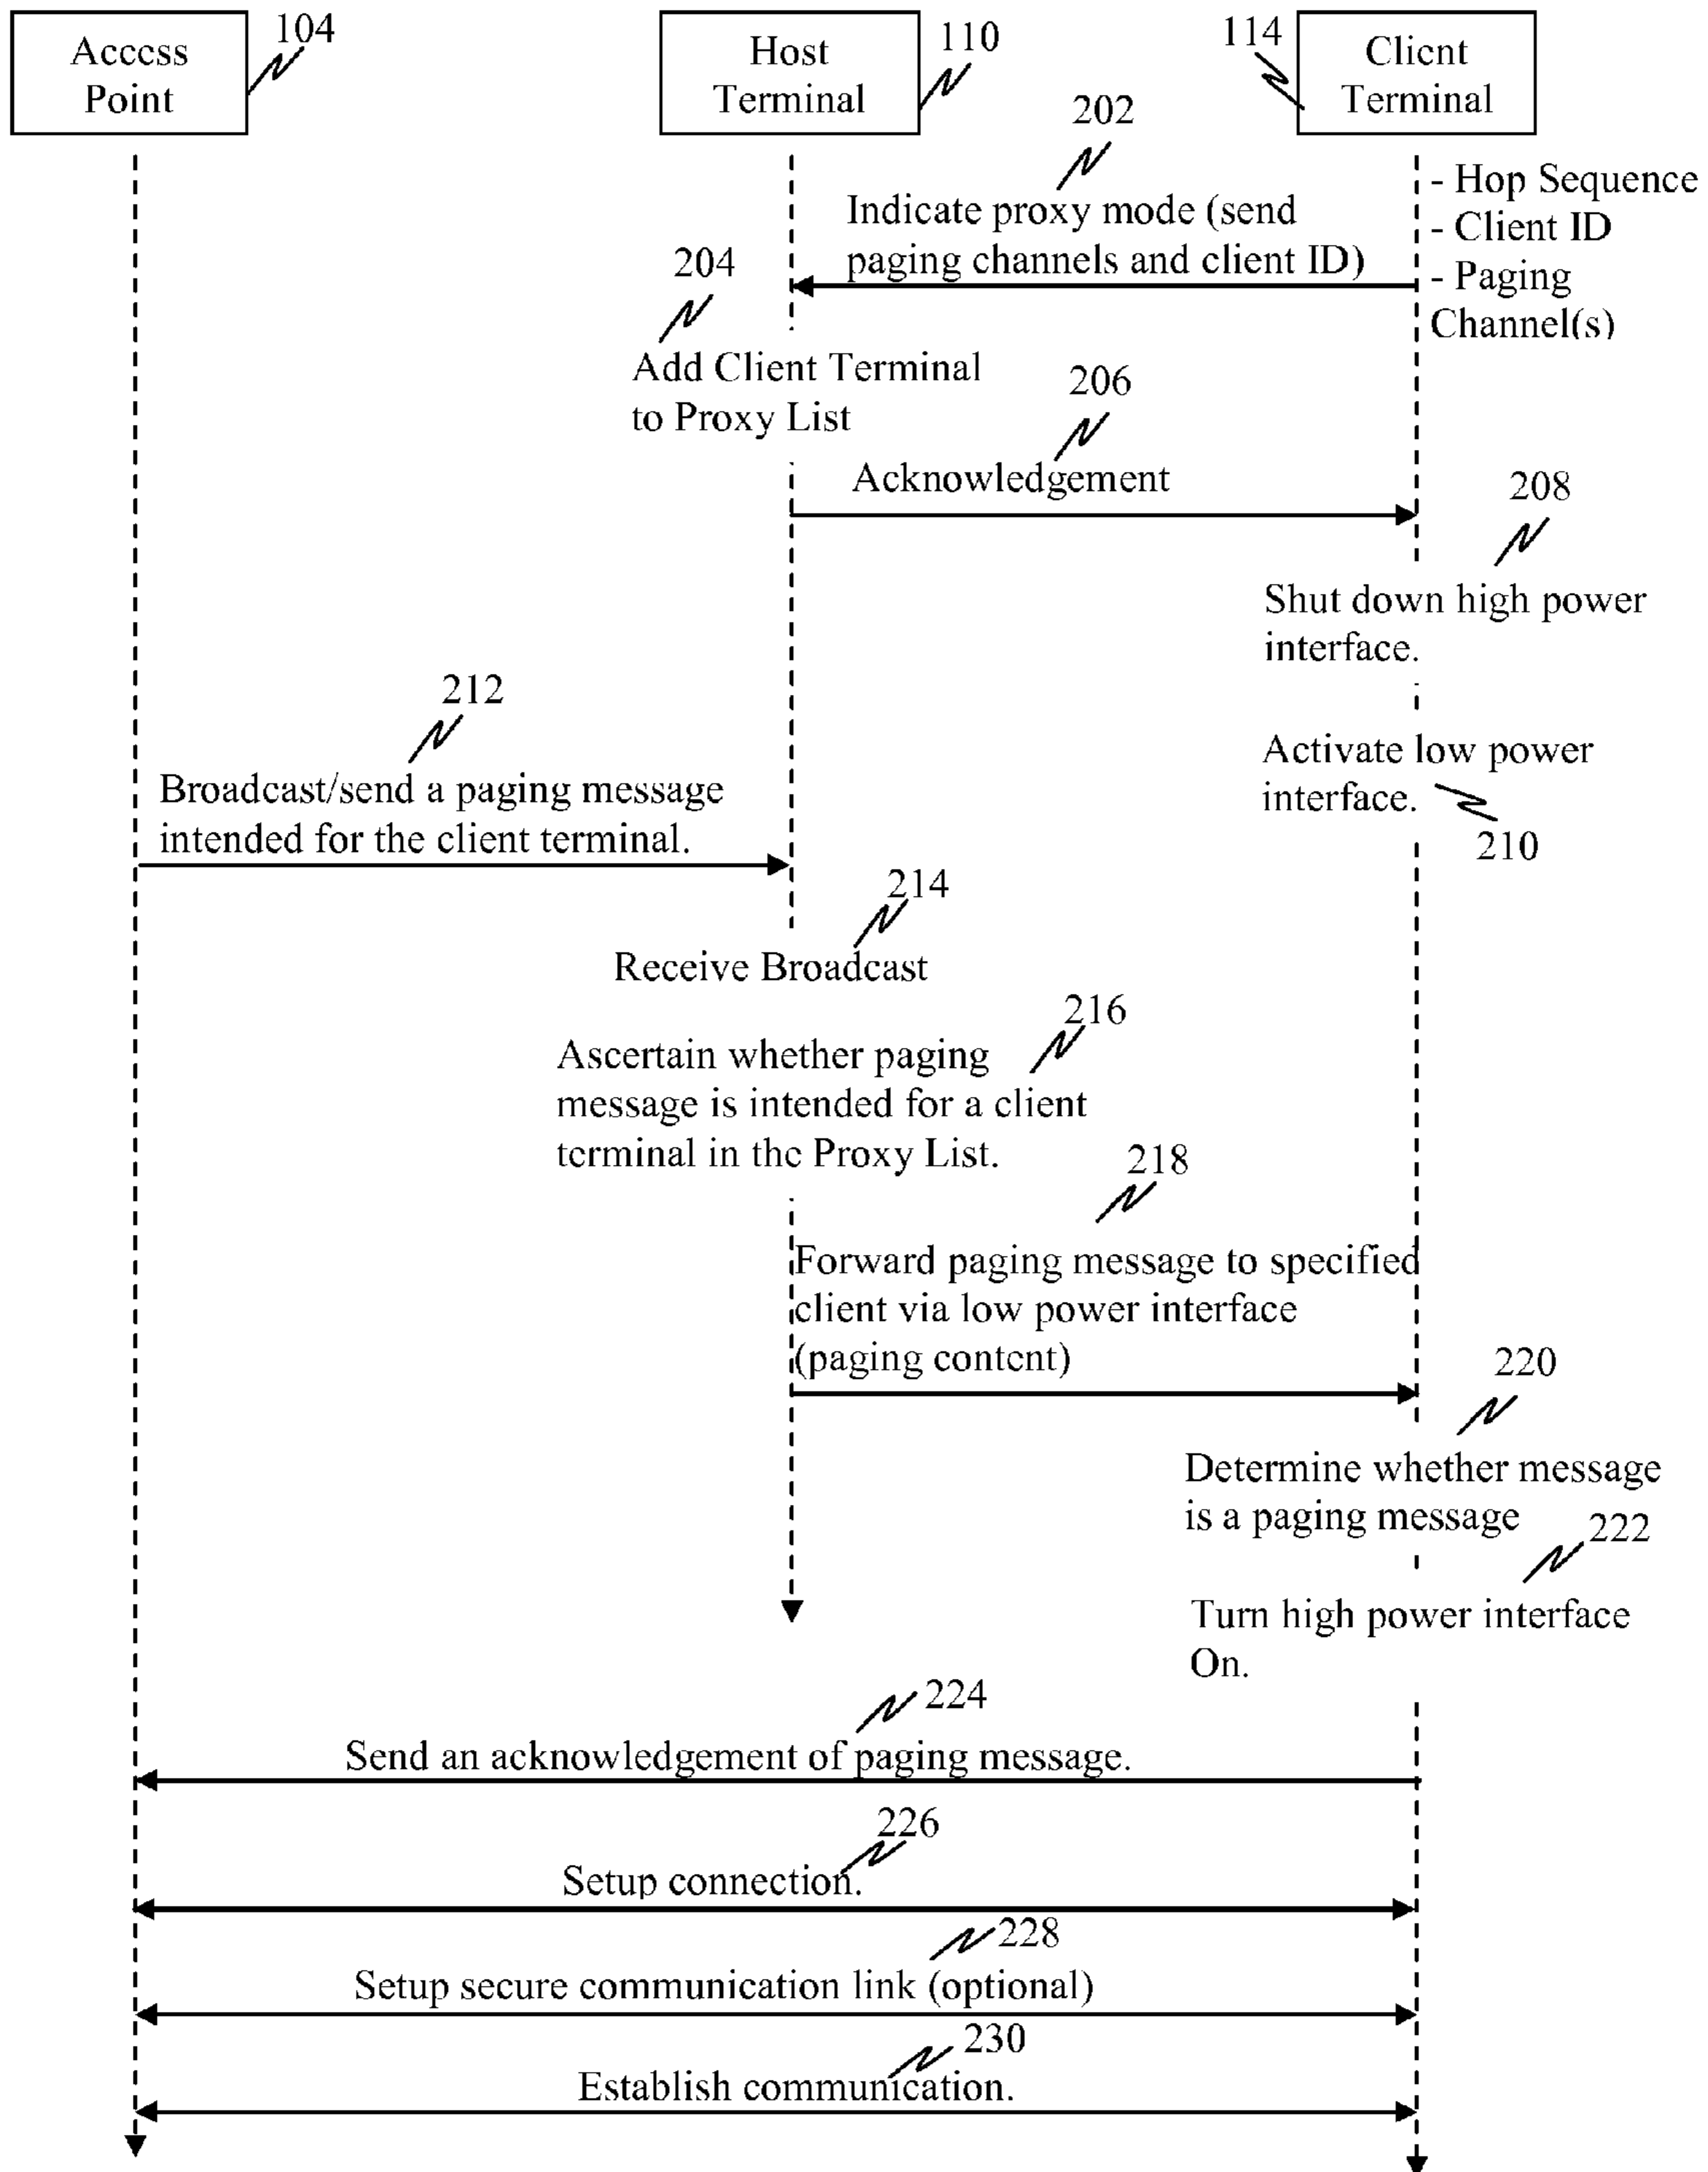 Access
Point
104
Host
Terminal
110
114
Client
Terminal
- Hop Sequence
- Client ID
- Paging
Channel(s)
202
Indicate proxy mode (send
paging channels and client ID)
204
Add Client Terminal
to Proxy List
206
Acknowledgement
208
Shut down high power
interface.
Activate low power
interface.
210
212
Broadcast/send a paging message
intended for the client terminal.
214
Receive Broadcast
216
Ascertain whether paging
message is intended for a client
terminal in the Proxy List.
218
Forward paging message to specified
client via low power interface
(paging content)
220
Determine whether message
is a paging message
222
Turn high power interface
On.
224
Send an acknowledgement of paging message.
226
Setup connection.
228
Setup secure communication link (optional)
230
Establish communication.